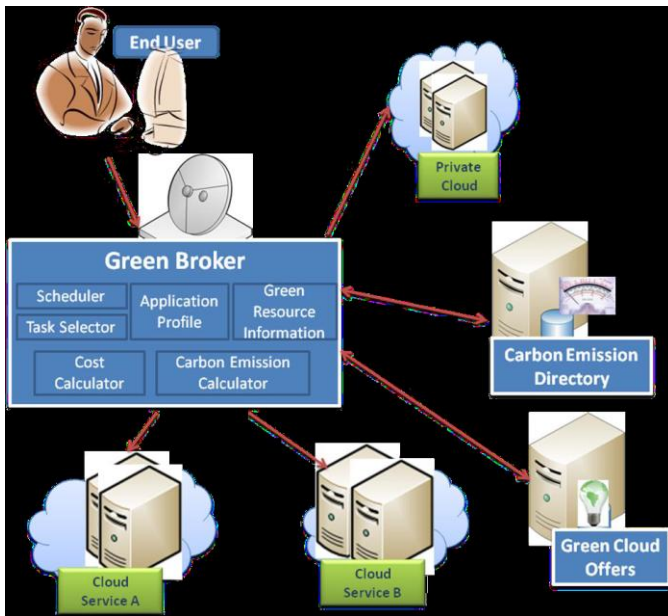 End User
Private
Cloud
Green Broker
Scheduler
Task Selector
Application
Profile
Green
Resource
Information
Cost
Calculator
Carbon Emission
Calculator
Carbon Emission
Directory
Green Cloud
Offers
Cloud
Service A
Cloud
Service B